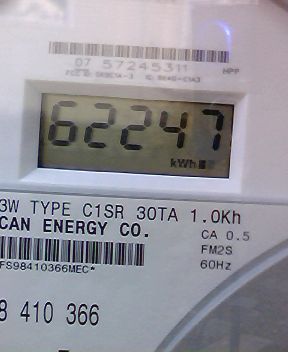 07 57245311 HPP
62247
kWh
3W TYPE C1SR 30TA 1.0Kh
CAN ENERGY CO. CA 0.5
FM2S
FS98410366MEC* 60Hz
8 410 366